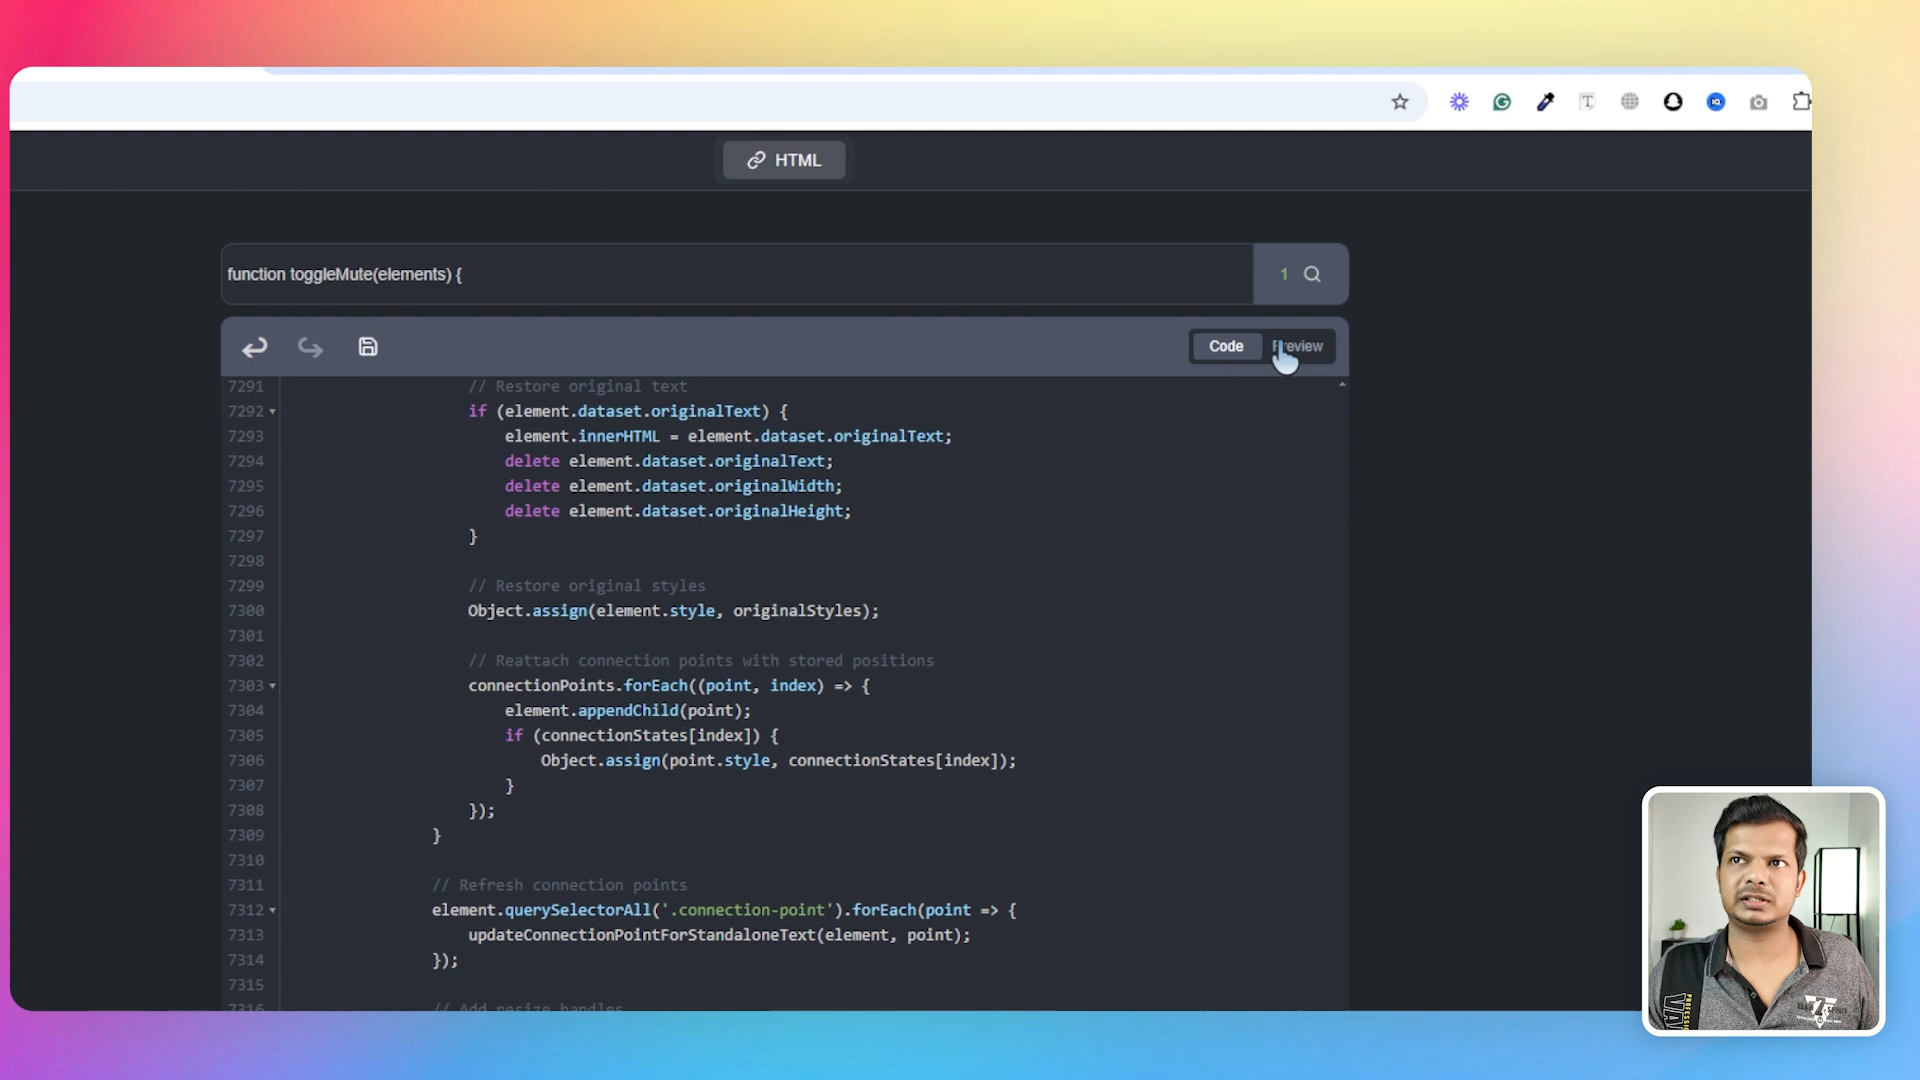 HTML
function toggleMute(elements) {
1
Code
Preview
7291 // Restore original text
7292 if (element.dataset.originalText) {
7293 element.innerHTML = element.dataset.originalText;
7294 delete element.dataset.originalText;
7295 delete element.dataset.originalWidth;
7296 delete element.dataset.originalHeight;
7297 }
7298
7299 // Restore original styles
7300 Object.assign(element.style, originalStyles);
7301
7302 // Reattach connection points with stored positions
7303 connectionPoints.forEach((point, index) => {
7304 element.appendChild(point);
7305 if (connectionStates[index]) {
7306 Object.assign(point.style, connectionStates[index]);
7307 }
7308 });
7309 }
7310
7311 // Refresh connection points
7312 element.querySelectorAll('.connection-point').forEach(point => {
7313 updateConnectionPointForStandaloneText(element, point);
7314 });
7315
7316 // Add resize handles